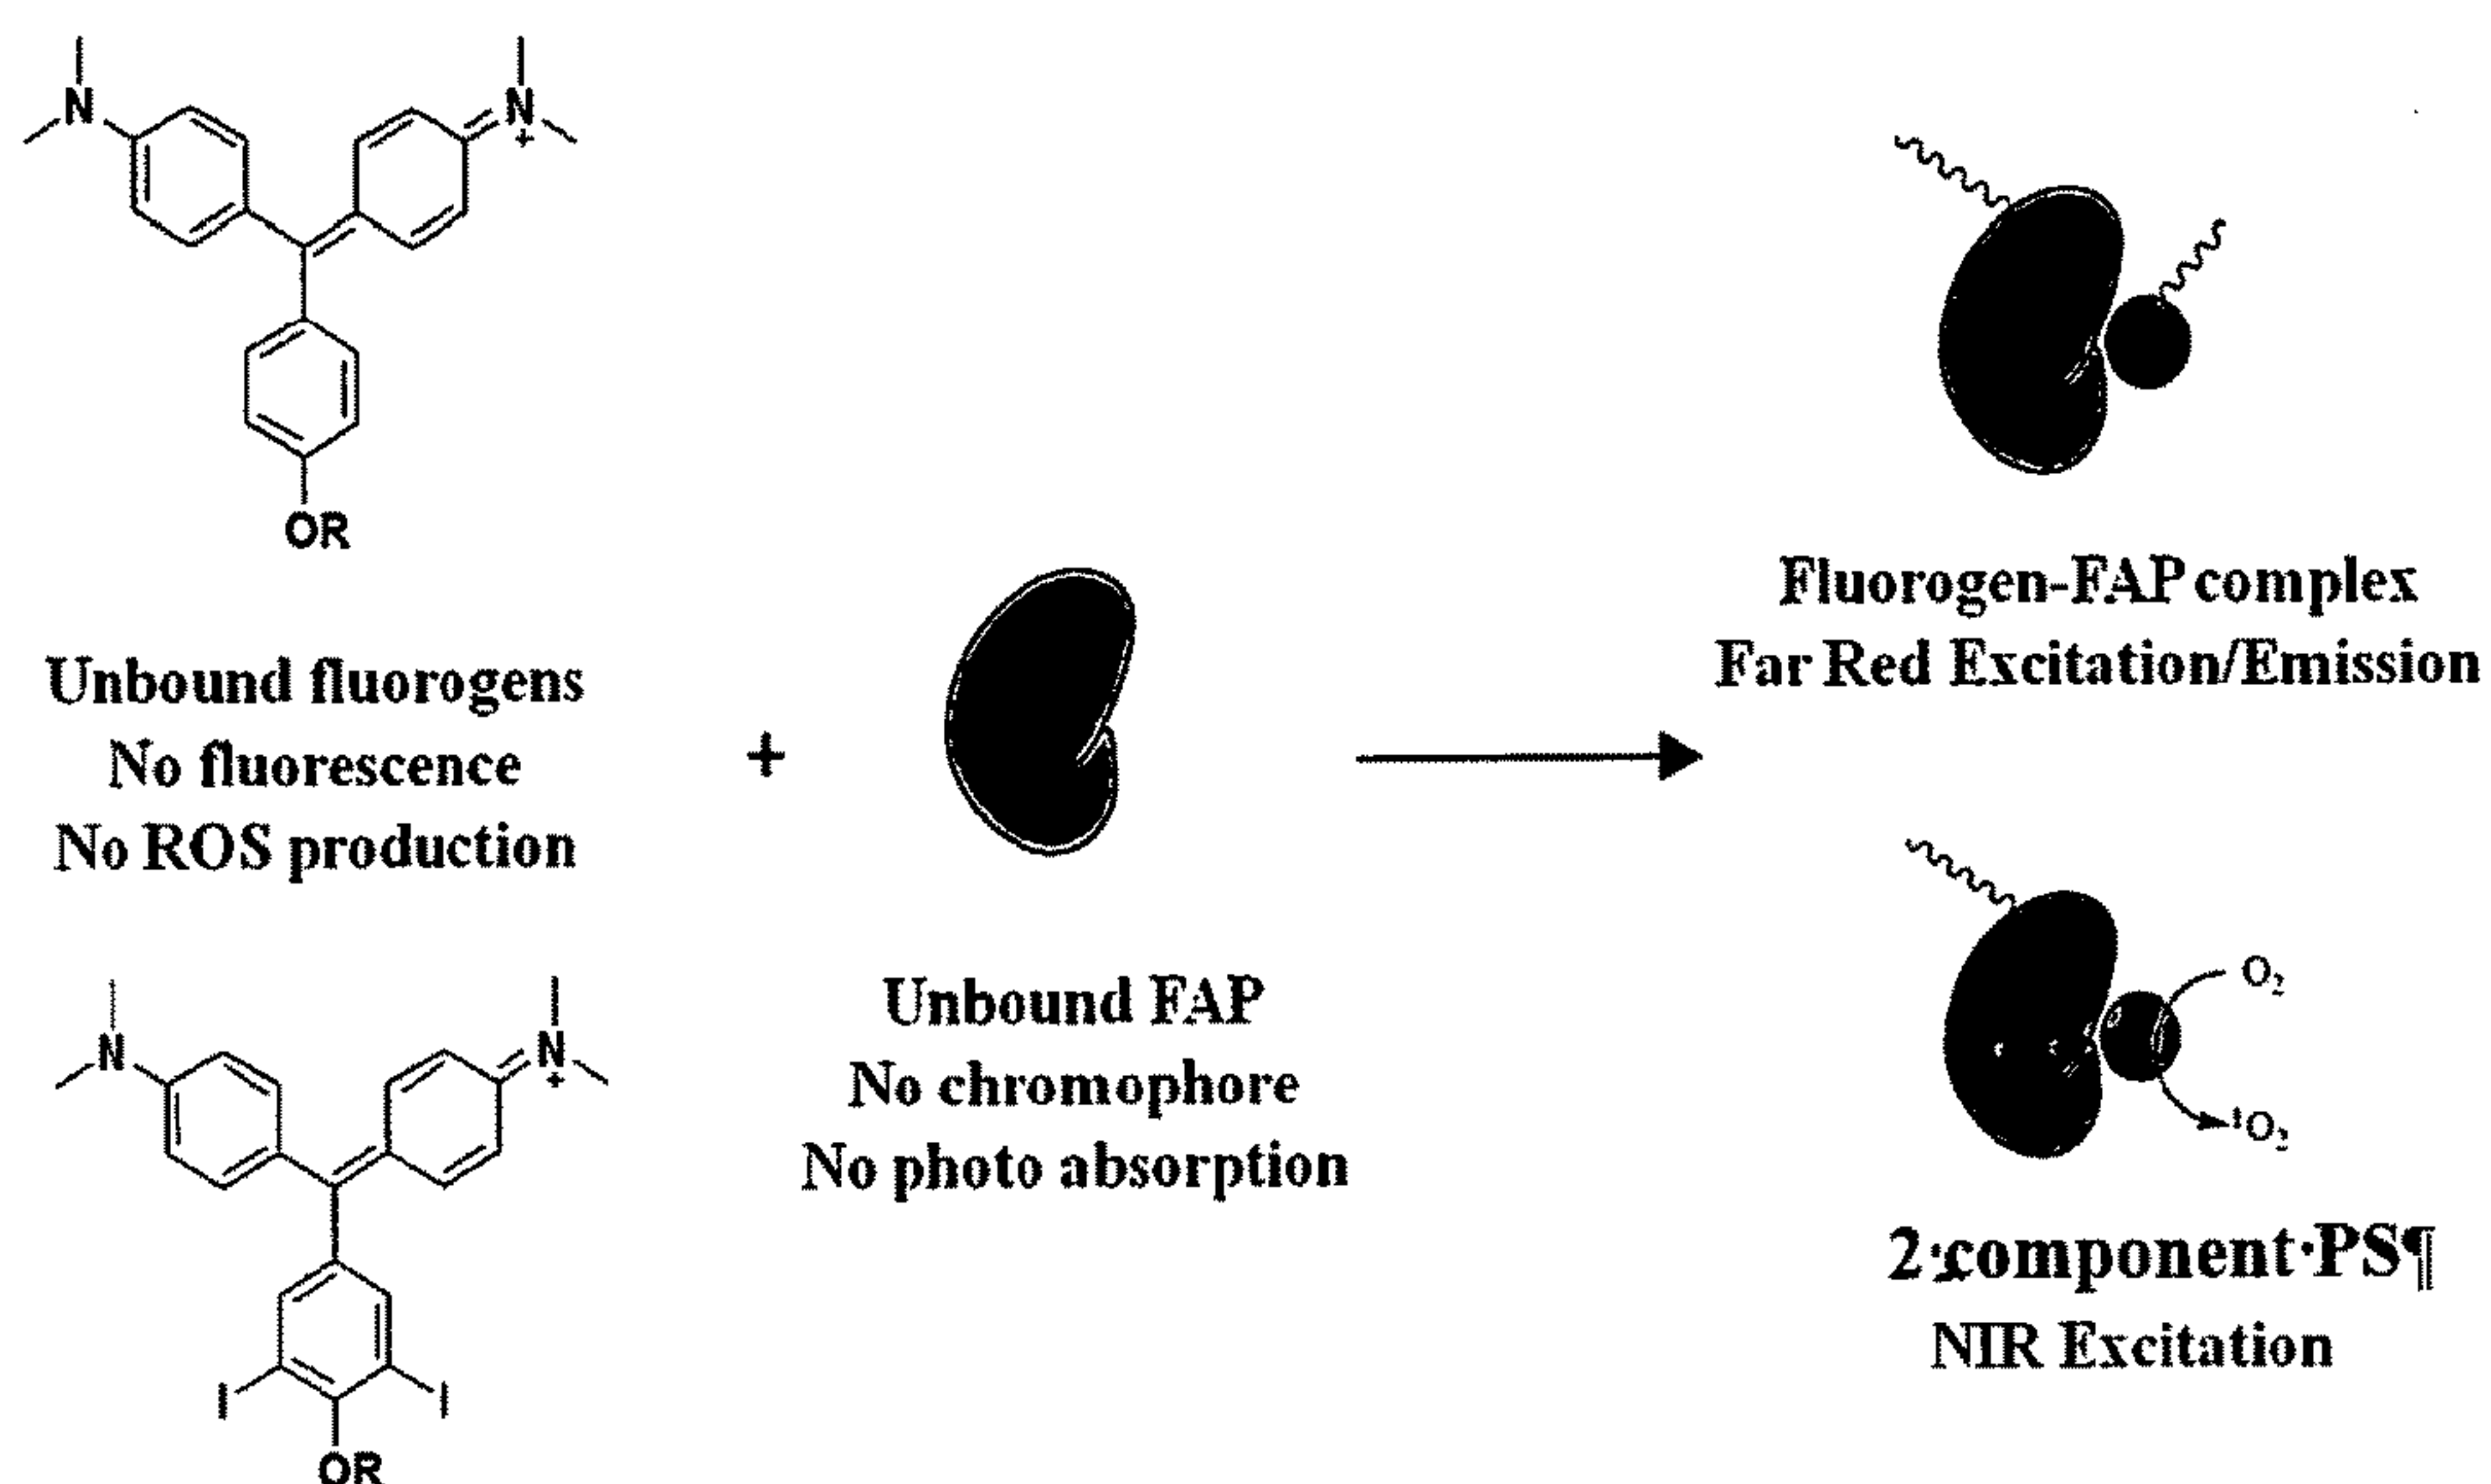 N
N
+
OR
Unbound fluorogens
No fluorescence
No ROS production
N
N
+
I
I
OR
+
Unbound FAP
No chromophore
No photo absorption
Fluorogen-FAP complex
Far Red Excitation/Emission
O₂
¹O₂
2·component·PS¶
NIR Excitation